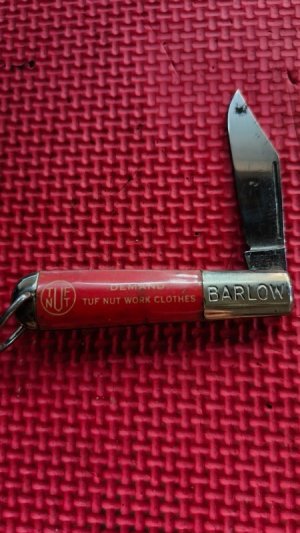 TUF
NUT
DEMAND
TUF NUT WORK CLOTHES
BARLOW